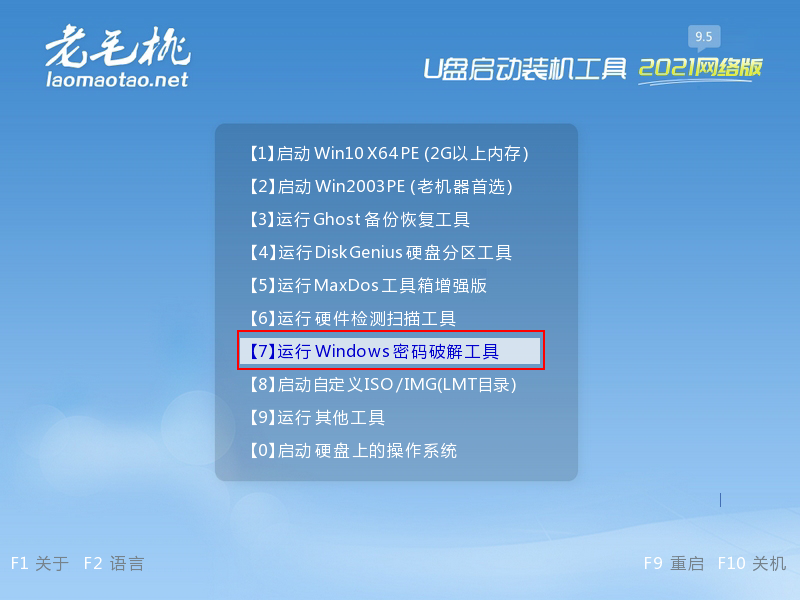 老毛桃
laomaotao.net
9.5
U盘启动装机工具 2021网络版
【1】启动 Win10 X64 PE (2G以上内存)
【2】启动 Win2003PE (老机器首选)
【3】运行 Ghost 备份恢复工具
【4】运行 DiskGenius 硬盘分区工具
【5】运行 MaxDos 工具箱增强版
【6】运行 硬件检测扫描工具
【7】运行 Windows 密码破解工具
【8】启动自定义ISO/IMG(LMT目录)
【9】运行 其他工具
【0】启动 硬盘上的操作系统
F1 关于 F2 语言 F9 重启 F10 关机